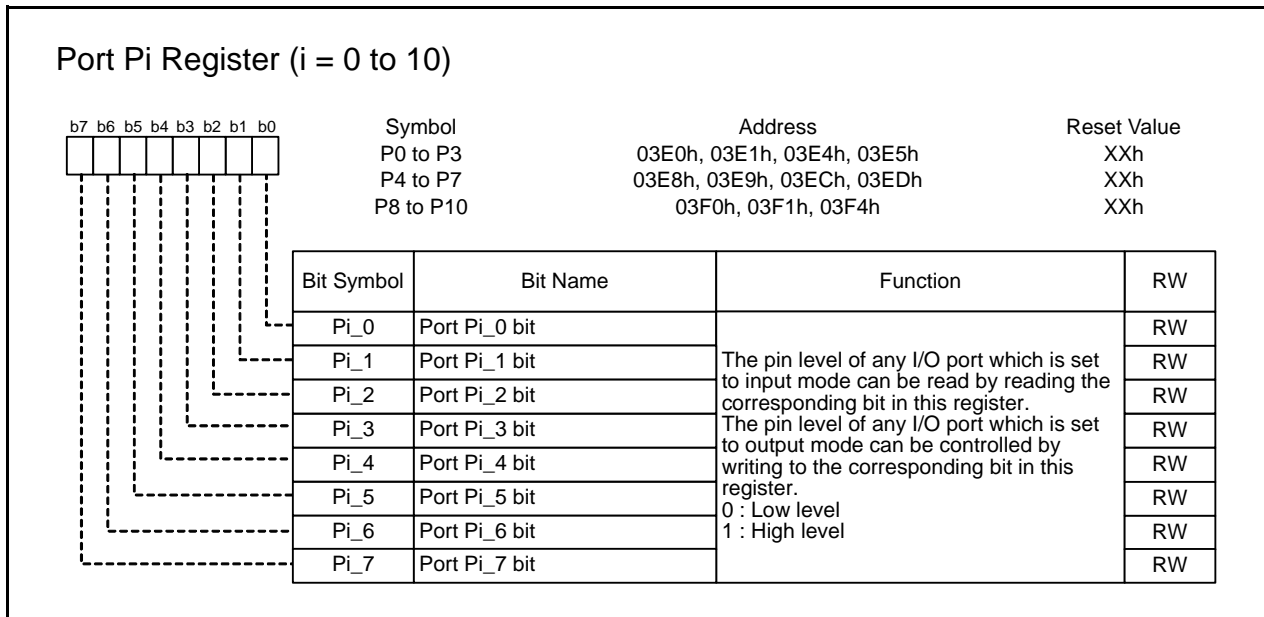 Port Pi Register (i = 0 to 10)
b7 b6 b5 b4 b3 b2 b1 b0
Symbol Address Reset Value
P0 to P3 03E0h, 03E1h, 03E4h, 03E5h XXh
P4 to P7 03E8h, 03E9h, 03ECh, 03EDh XXh
P8 to P10 03F0h, 03F1h, 03F4h XXh
Bit Symbol Bit Name Function RW
Pi_0 Port Pi_0 bit RW
Pi_1 Port Pi_1 bit RW
Pi_2 Port Pi_2 bit RW
Pi_3 Port Pi_3 bit RW
Pi_4 Port Pi_4 bit RW
Pi_5 Port Pi_5 bit RW
Pi_6 Port Pi_6 bit RW
Pi_7 Port Pi_7 bit RW
The pin level of any I/O port which is set
to input mode can be read by reading the
corresponding bit in this register.
The pin level of any I/O port which is set
to output mode can be controlled by
writing to the corresponding bit in this
register.
0 : Low level
1 : High level